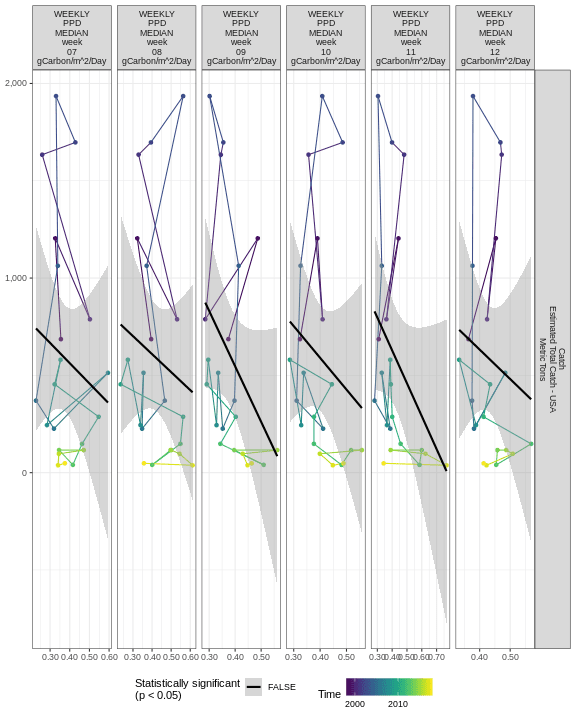 WEEKLY
PPD
MEDIAN
week
07
gCarbon/m^2/Day
WEEKLY
PPD
MEDIAN
week
08
gCarbon/m^2/Day
WEEKLY
PPD
MEDIAN
week
09
gCarbon/m^2/Day
WEEKLY
PPD
MEDIAN
week
10
gCarbon/m^2/Day
WEEKLY
PPD
MEDIAN
week
11
gCarbon/m^2/Day
WEEKLY
PPD
MEDIAN
week
12
gCarbon/m^2/Day
2,000
1,000
0
Catch
Estimated Total Catch - USA
Metric Tons
0.30 0.40 0.50 0.60
0.30 0.40 0.50 0.60
0.30 0.40 0.50
0.30 0.40 0.50
0.30 0.40 0.50 0.60 0.70
0.40 0.50
Statistically significant
(p < 0.05)
FALSE
Time
2000 2010